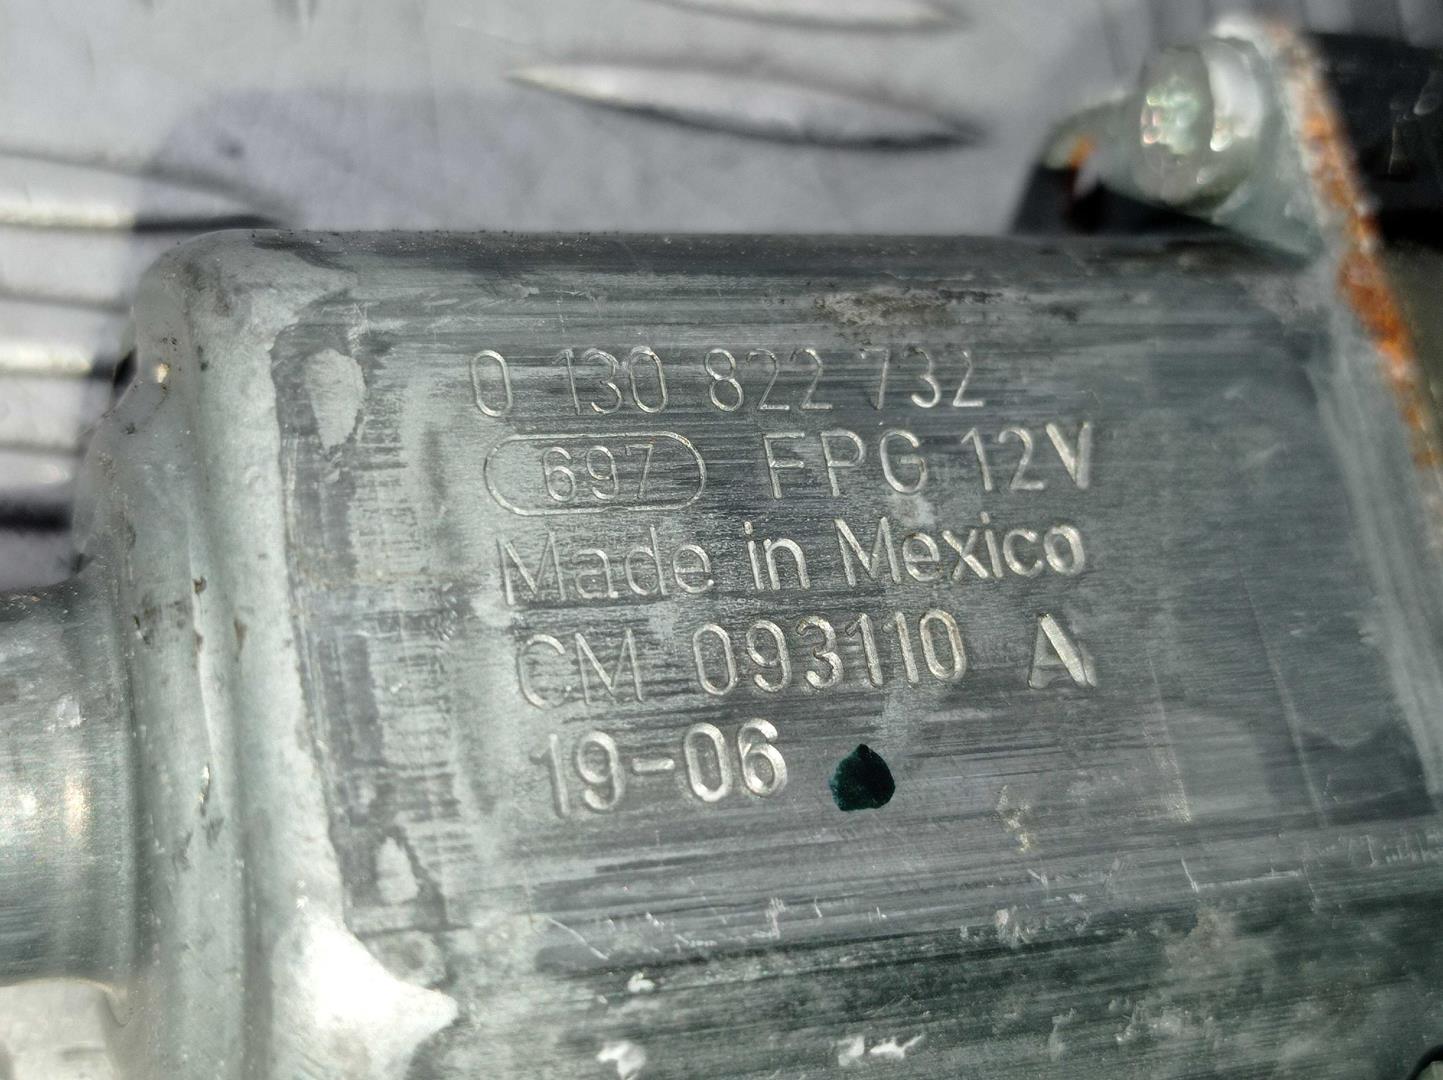 0 130 822 732
697 FPG 12V
Made in Mexico
CM 093110 A
19-06